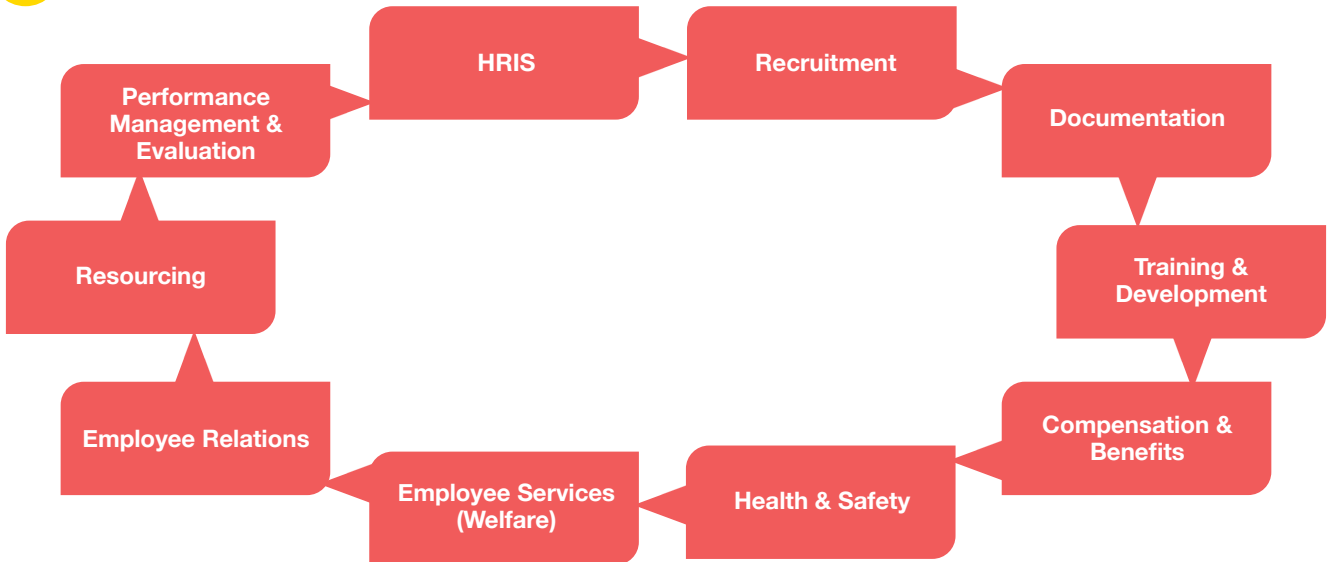 HRIS
Recruitment
Documentation
Training &
Development
Compensation &
Benefits
Health & Safety
Employee Services
(Welfare)
Employee Relations
Resourcing
Performance
Management &
Evaluation